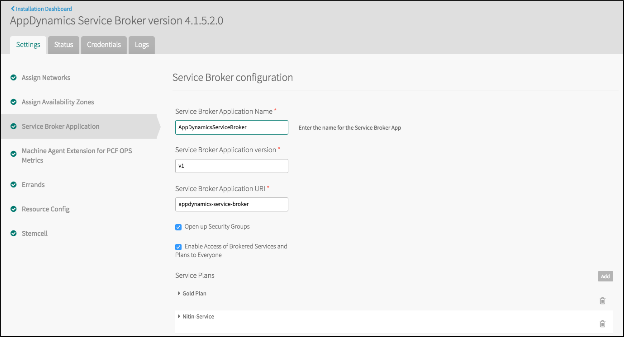 Installation Dashboard
AppDynamics Service Broker version 4.1.5.2.0
Settings
Status
Credentials
Logs
Assign Networks
Assign Availability Zones
Service Broker Application
Machine Agent Extension for PCF OPS
Metrics
Errands
Resource Config
Stemcell
Service Broker configuration
Service Broker Application Name *
AppDynamicsServiceBroker
Enter the name for the Service Broker App
Service Broker Application version *
v1
Service Broker Application URI *
appdynamics-service-broker
Open up Security Groups
Enable Access of Brokered Services and
Plans to Everyone
Service Plans
Add
Gold Plan
Nitin Service